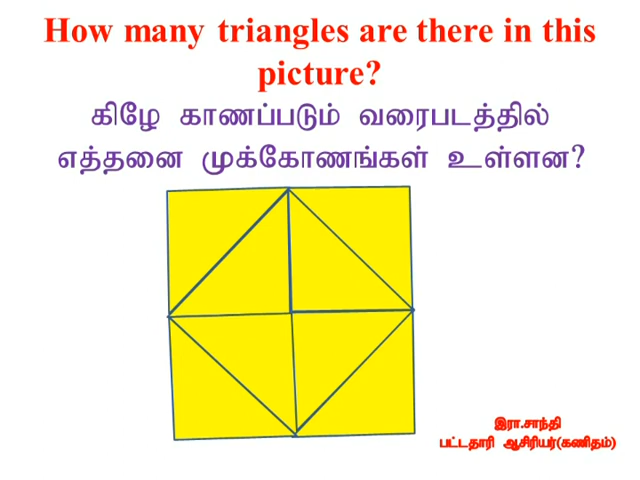 How many triangles are there in this
picture?
கிழே காணப்படும் வரைபடத்தில்
எத்தனை முக்கோணங்கள் உள்ளன?
இரா.சாந்தி
பட்டதாரி ஆசிரியர்(கணிதம்)